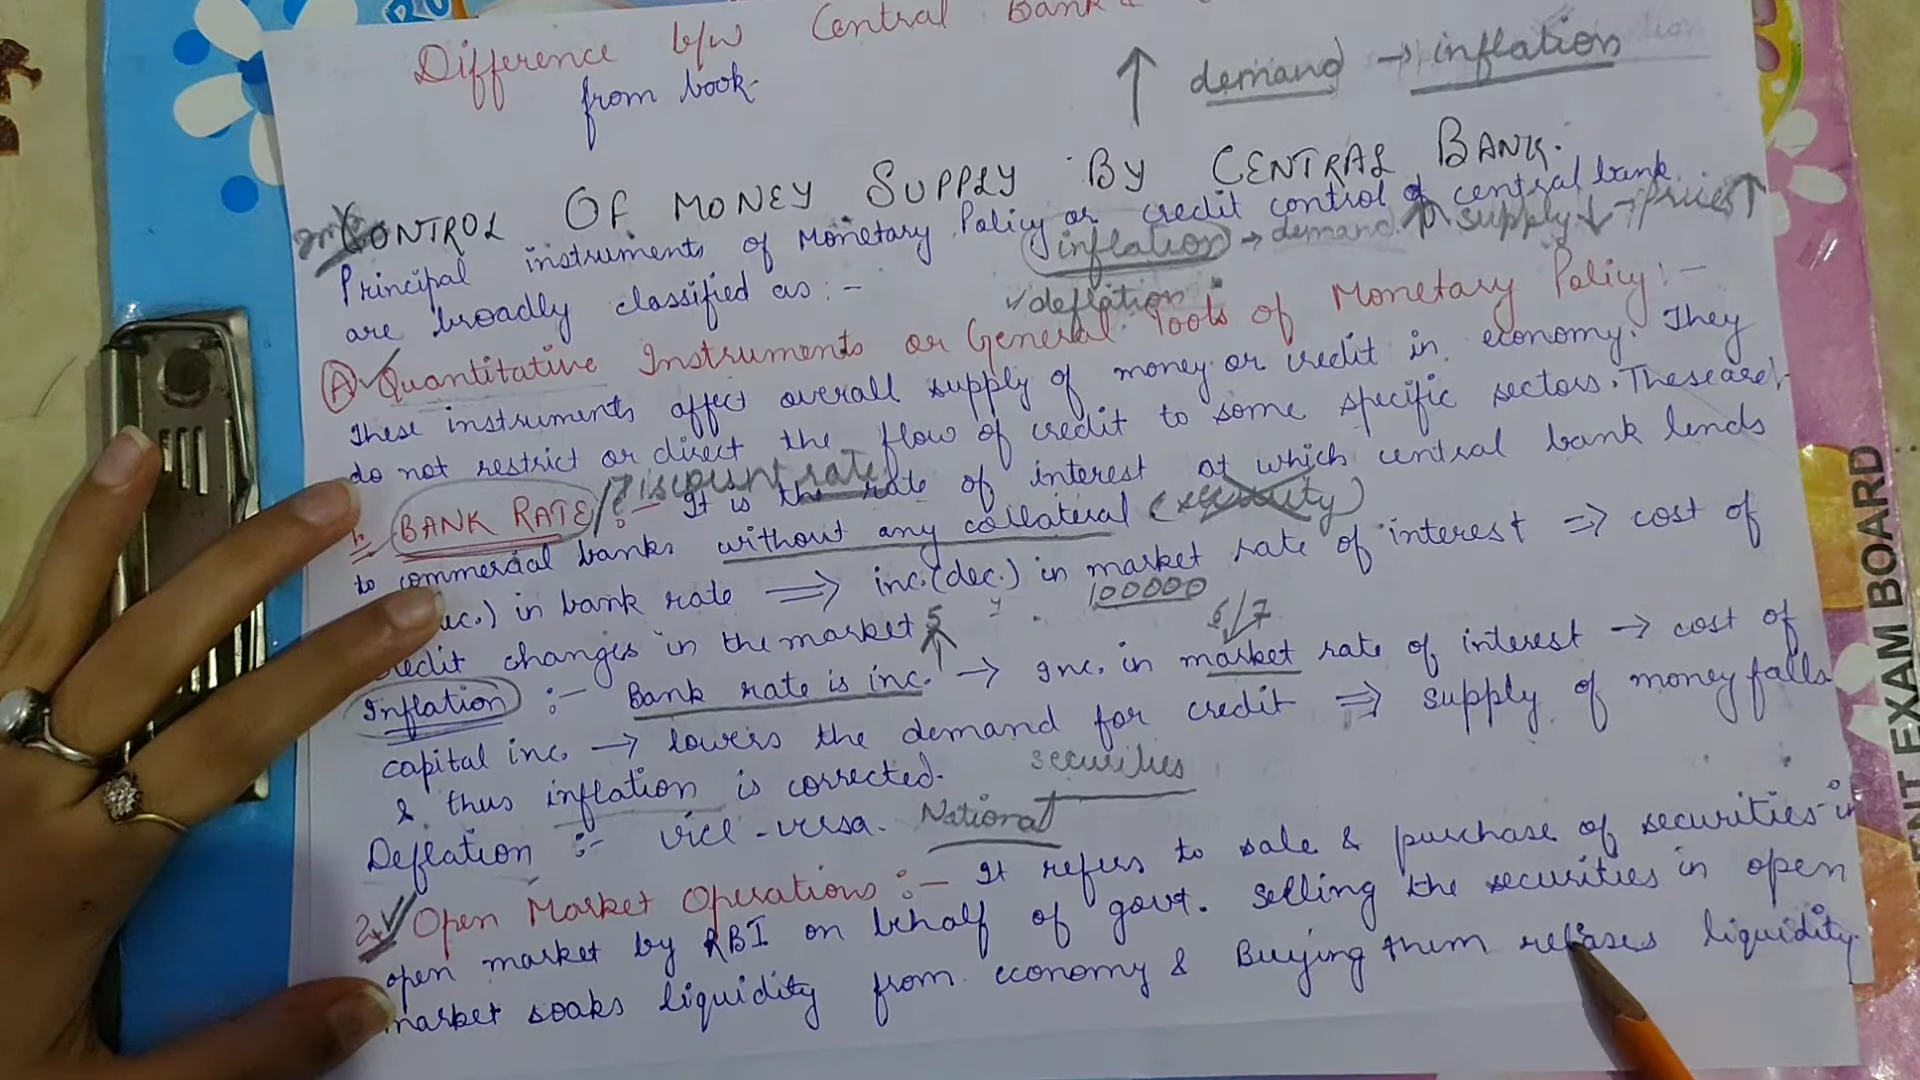 Difference b/w Central Bank &
from book-
↑ demand → inflation
CONTROL OF MONEY SUPPLY BY CENTRAL BANK.
Principal instruments of Monetary Policy or credit control of central bank
inflation → demand ↑ supply ↓ → prices ↑
are broadly classified as :-
✓ deflation
(A) ✓ Quantitative Instruments or General Tools of Monetary Policy :-
These instruments affect overall supply of money or credit in economy. They
do not restrict or direct the flow of credit to some specific sectors. These are
1. BANK RATE / Discount rate :- It is the rate of interest at which central bank lends
to commercial banks without any collateral (security)
uc.) in bank rate ⟹ inc.(dec.) in market rate of interest ⟹ cost of
100000
redit changes in the market
5 6/7
Inflation :- Bank rate is inc. → Inc. in market rate of interest → cost of
capital inc. → lowers the demand for credit ⟹ supply of money falls
& thus inflation is corrected.
securities
Deflation :- vice-versa. National
2. ✓ Open Market Operations :- It refers to sale & purchase of securities in
open market by RBI on behalf of govt. Selling the securities in open
market soaks liquidity from economy & Buying them releases liquidity.
ENT EXAM BOARD